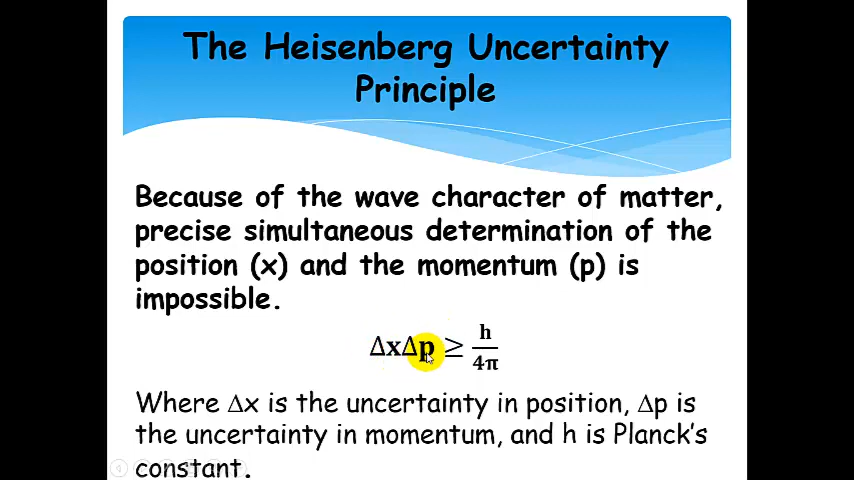 The Heisenberg Uncertainty
Principle
Because of the wave character of matter,
precise simultaneous determination of the
position (x) and the momentum (p) is
impossible.
ΔxΔp ≥ h/4π
Where Δx is the uncertainty in position, Δp is
the uncertainty in momentum, and h is Planck's
constant.